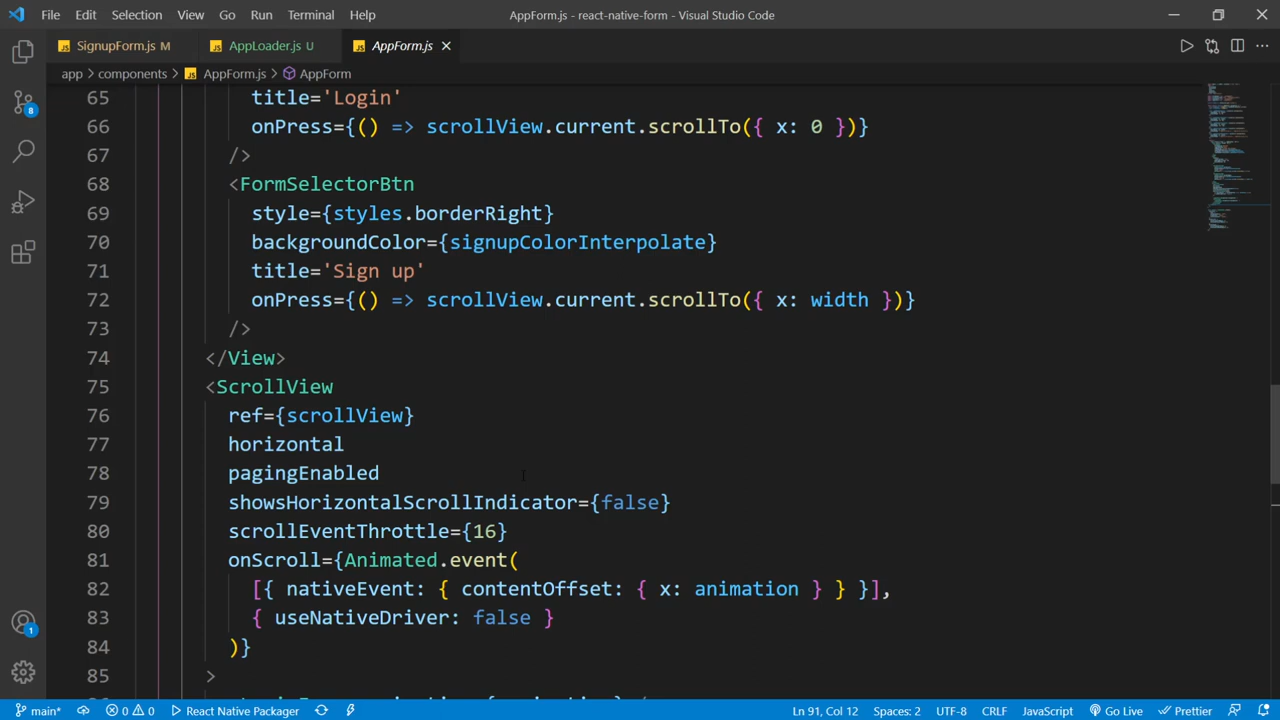 File Edit Selection View Go Run Terminal Help AppForm.js - react-native-form - Visual Studio Code
SignupForm.js M AppLoader.js U AppForm.js
app > components > AppForm.js > AppForm
65 title='Login'
66 onPress={() => scrollView.current.scrollTo({ x: 0 })}
67 />
68 <FormSelectorBtn
69 style={styles.borderRight}
70 backgroundColor={signupColorInterpolate}
71 title='Sign up'
72 onPress={() => scrollView.current.scrollTo({ x: width })}
73 />
74 </View>
75 <ScrollView
76 ref={scrollView}
77 horizontal
78 pagingEnabled
79 showsHorizontalScrollIndicator={false}
80 scrollEventThrottle={16}
81 onScroll={Animated.event(
82 [{ nativeEvent: { contentOffset: { x: animation } } }],
83 { useNativeDriver: false }
84 )}
85 >
8
1
main* 0 0 React Native Packager Ln 91, Col 12 Spaces: 2 UTF-8 CRLF JavaScript Go Live Prettier